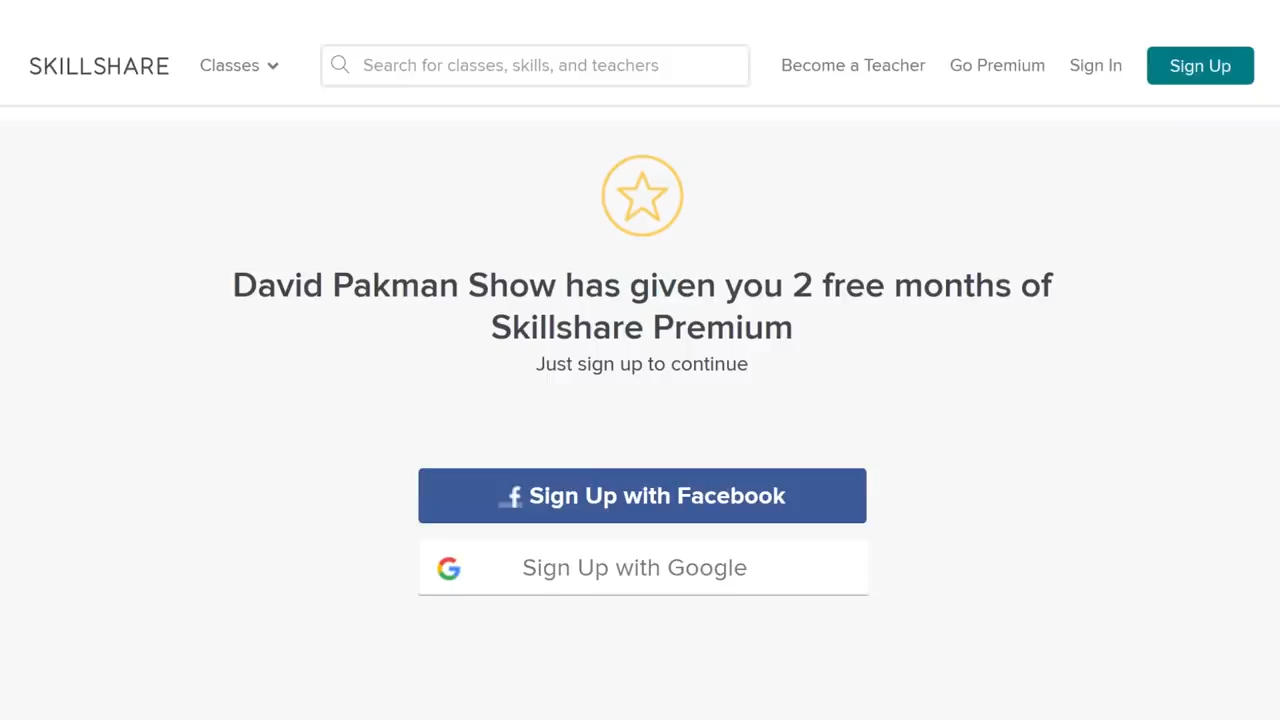 SKILLSHARE Classes Search for classes, skills, and teachers Become a Teacher Go Premium Sign In Sign Up
David Pakman Show has given you 2 free months of
Skillshare Premium
Just sign up to continue
Sign Up with Facebook
Sign Up with Google